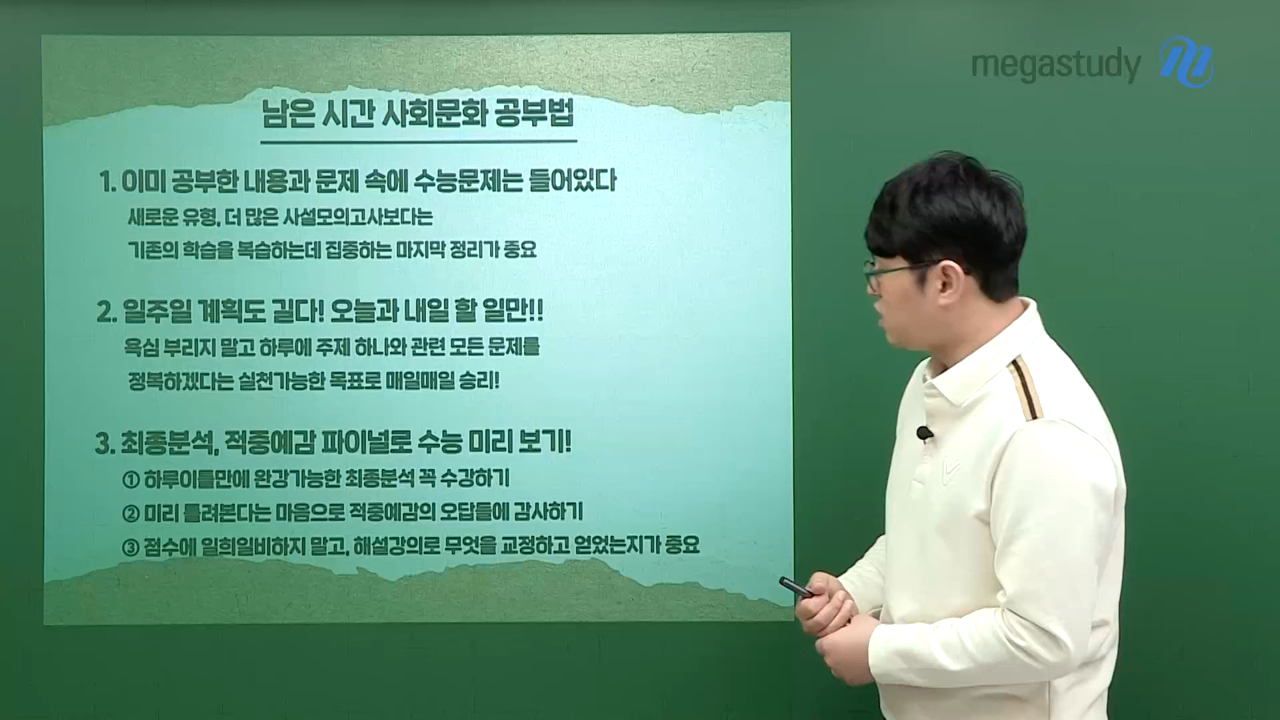 megastudy
남은 시간 사회문화 공부법
1. 이미 공부한 내용과 문제 속에 수능문제는 들어있다
새로운 유형, 더 많은 사설모의고사보다는
기존의 학습을 복습하는데 집중하는 마지막 정리가 중요
2. 일주일 계획도 길다! 오늘과 내일 할 일만!!
욕심 부리지 말고 하루에 주제 하나와 관련 모든 문제를
정복하겠다는 실천가능한 목표로 매일매일 승리!
3. 최종분석, 적중예감 파이널로 수능 미리 보기!
① 하루이틀만에 완강가능한 최종분석 꼭 수강하기
② 미리 틀려본다는 마음으로 적중예감의 오답들에 감사하기
③ 점수에 일희일비하지 말고, 해설강의로 무엇을 교정하고 얻었는지가 중요